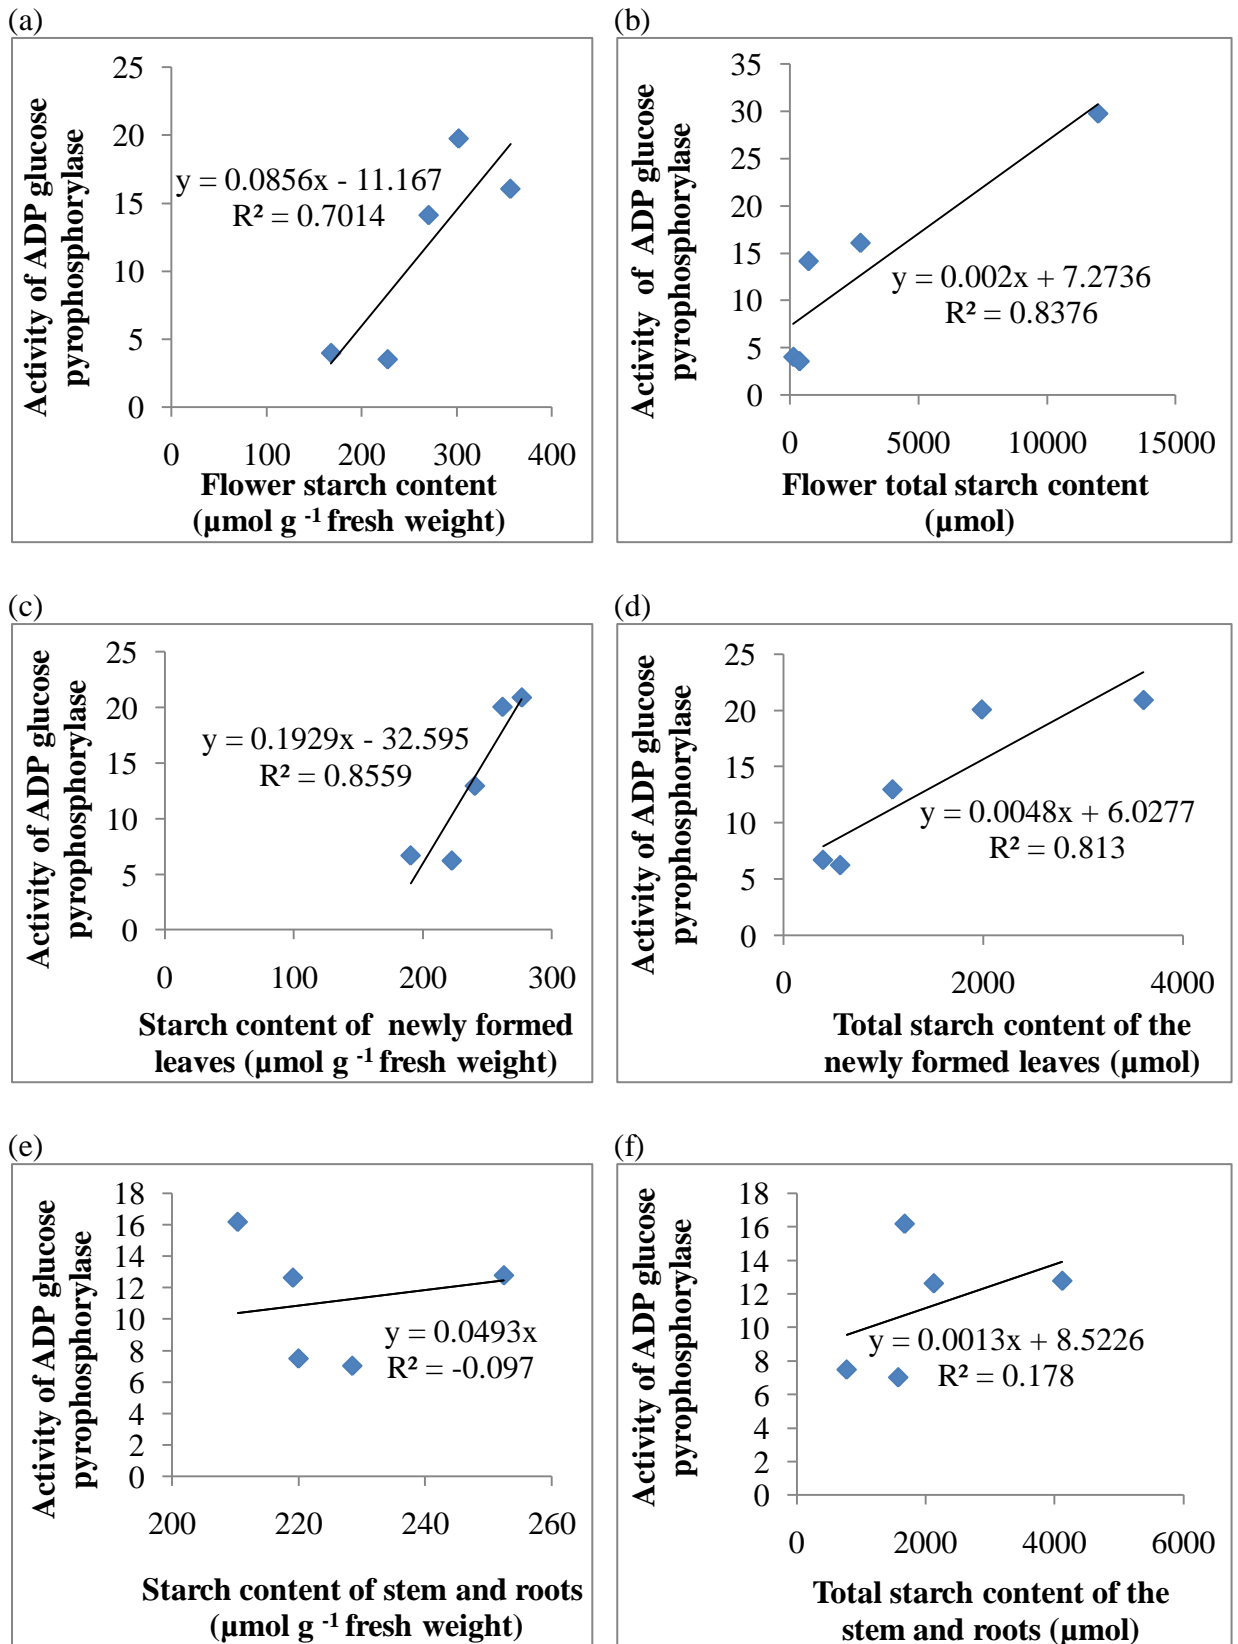 (a)
Activity of ADP glucose
pyrophosphorylase
25
20
15
10
5
0
y = 0.0856x - 11.167
R² = 0.7014
0 100 200 300 400
Flower starch content
(µmol g -1 fresh weight)
(b)
Activity of ADP glucose
pyrophosphorylase
35
30
25
20
15
10
5
0
y = 0.002x + 7.2736
R² = 0.8376
0 5000 10000 15000
Flower total starch content
(µmol)
(c)
Activity of ADP glucose
pyrophosphorylase
25
20
15
10
5
0
y = 0.1929x - 32.595
R² = 0.8559
0 100 200 300
Starch content of newly formed
leaves (µmol g -1 fresh weight)
(d)
Activity of ADP glucose
pyrophosphorylase
25
20
15
10
5
0
y = 0.0048x + 6.0277
R² = 0.813
0 2000 4000
Total starch content of the
newly formed leaves (µmol)
(e)
Activity of ADP glucose
pyrophosphorylase
18
16
14
12
10
8
6
4
2
0
y = 0.0493x
R² = -0.097
200 220 240 260
Starch content of stem and roots
(µmol g -1 fresh weight)
(f)
Activity of ADP glucose
pyrophosphorylase
18
16
14
12
10
8
6
4
2
0
y = 0.0013x + 8.5226
R² = 0.178
0 2000 4000 6000
Total starch content of the
stem and roots (µmol)